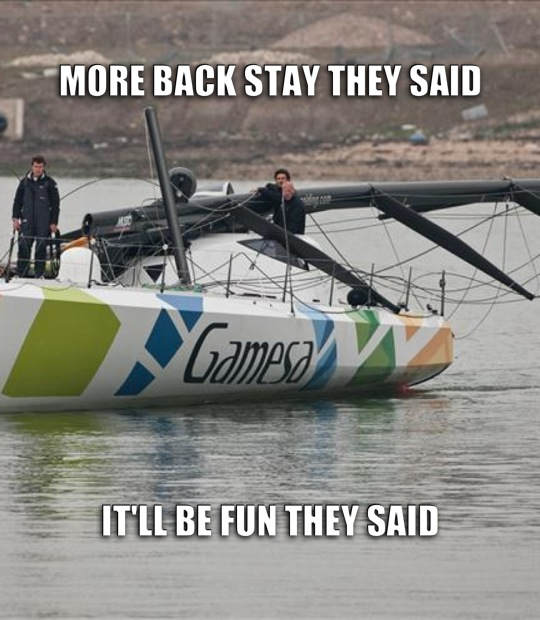 MORE BACK STAY THEY SAID
Gamesa
IT'LL BE FUN THEY SAID